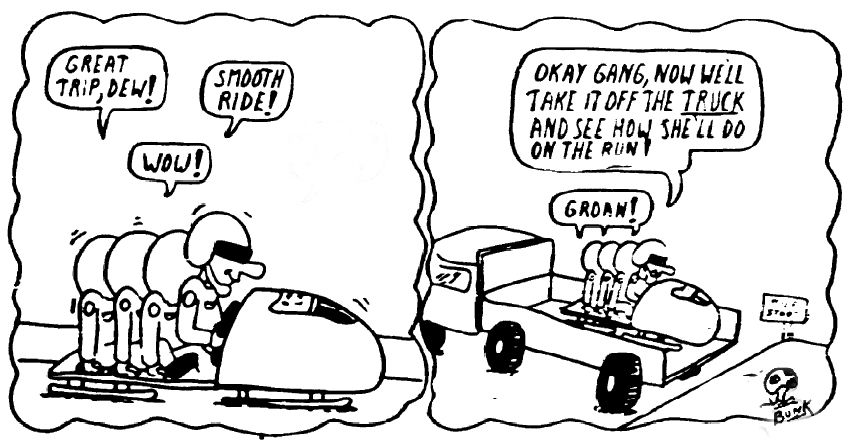 GREAT
TRIP, DEW!
SMOOTH
RIDE!
WOW!
OKAY GANG, NOW WE'LL
TAKE IT OFF THE TRUCK
AND SEE HOW SHE'LL DO
ON THE RUN!
GROAN!
BUNK